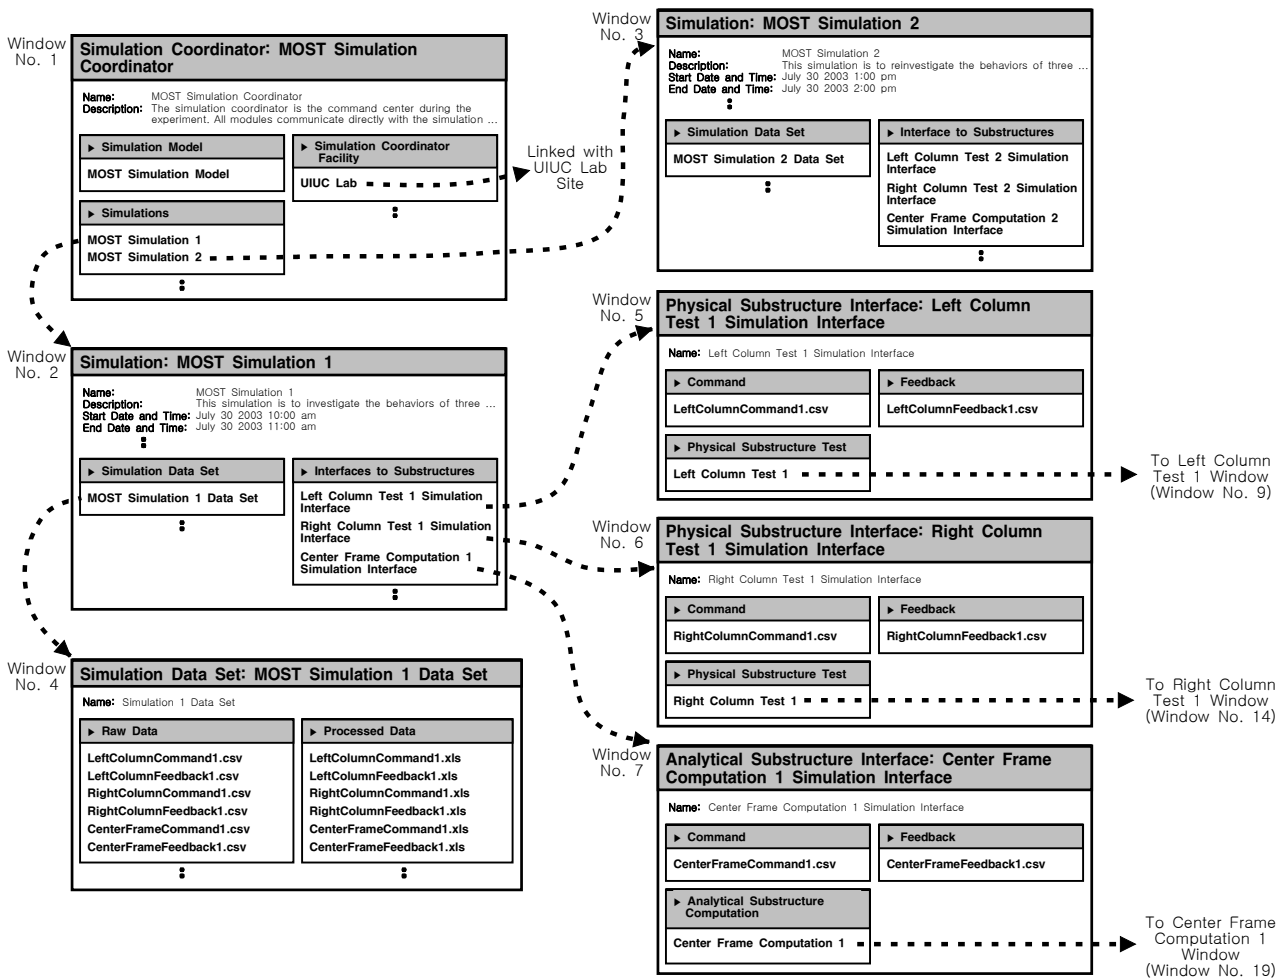 Window
No. 1
Simulation Coordinator: MOST Simulation
Coordinator
Name: MOST Simulation Coordinator
Description: The simulation coordinator is the command center during the
experiment. All modules communicate directly with the simulation ...
▶ Simulation Model
MOST Simulation Model
▶ Simulation Coordinator
Facility
UIUC Lab
Linked with
UIUC Lab
Site
▶ Simulations
MOST Simulation 1
MOST Simulation 2
Window
No. 2
Simulation: MOST Simulation 1
Name: MOST Simulation 1
Description: This simulation is to investigate the behaviors of three ...
Start Date and Time: July 30 2003 10:00 am
End Date and Time: July 30 2003 11:00 am
▶ Simulation Data Set
MOST Simulation 1 Data Set
▶ Interfaces to Substructures
Left Column Test 1 Simulation
Interface
Right Column Test 1 Simulation
Interface
Center Frame Computation 1
Simulation Interface
Window
No. 4
Simulation Data Set: MOST Simulation 1 Data Set
Name: Simulation 1 Data Set
▶ Raw Data
LeftColumnCommand1.csv
LeftColumnFeedback1.csv
RightColumnCommand1.csv
RightColumnFeedback1.csv
CenterFrameCommand1.csv
CenterFrameFeedback1.csv
▶ Processed Data
LeftColumnCommand1.xls
LeftColumnFeedback1.xls
RightColumnCommand1.xls
RightColumnFeedback1.xls
CenterFrameCommand1.xls
CenterFrameFeedback1.xls
Window
No. 3
Simulation: MOST Simulation 2
Name: MOST Simulation 2
Description: This simulation is to reinvestigate the behaviors of three ...
Start Date and Time: July 30 2003 1:00 pm
End Date and Time: July 30 2003 2:00 pm
▶ Simulation Data Set
MOST Simulation 2 Data Set
▶ Interface to Substructures
Left Column Test 2 Simulation
Interface
Right Column Test 2 Simulation
Interface
Center Frame Computation 2
Simulation Interface
Window
No. 5
Physical Substructure Interface: Left Column
Test 1 Simulation Interface
Name: Left Column Test 1 Simulation Interface
▶ Command
LeftColumnCommand1.csv
▶ Feedback
LeftColumnFeedback1.csv
▶ Physical Substructure Test
Left Column Test 1
To Left Column
Test 1 Window
(Window No. 9)
Window
No. 6
Physical Substructure Interface: Right Column
Test 1 Simulation Interface
Name: Right Column Test 1 Simulation Interface
▶ Command
RightColumnCommand1.csv
▶ Feedback
RightColumnFeedback1.csv
▶ Physical Substructure Test
Right Column Test 1
To Right Column
Test 1 Window
(Window No. 14)
Window
No. 7
Analytical Substructure Interface: Center Frame
Computation 1 Simulation Interface
Name: Center Frame Computation 1 Simulation Interface
▶ Command
CenterFrameCommand1.csv
▶ Feedback
CenterFrameFeedback1.csv
▶ Analytical Substructure
Computation
Center Frame Computation 1
To Center Frame
Computation 1
Window
(Window No. 19)